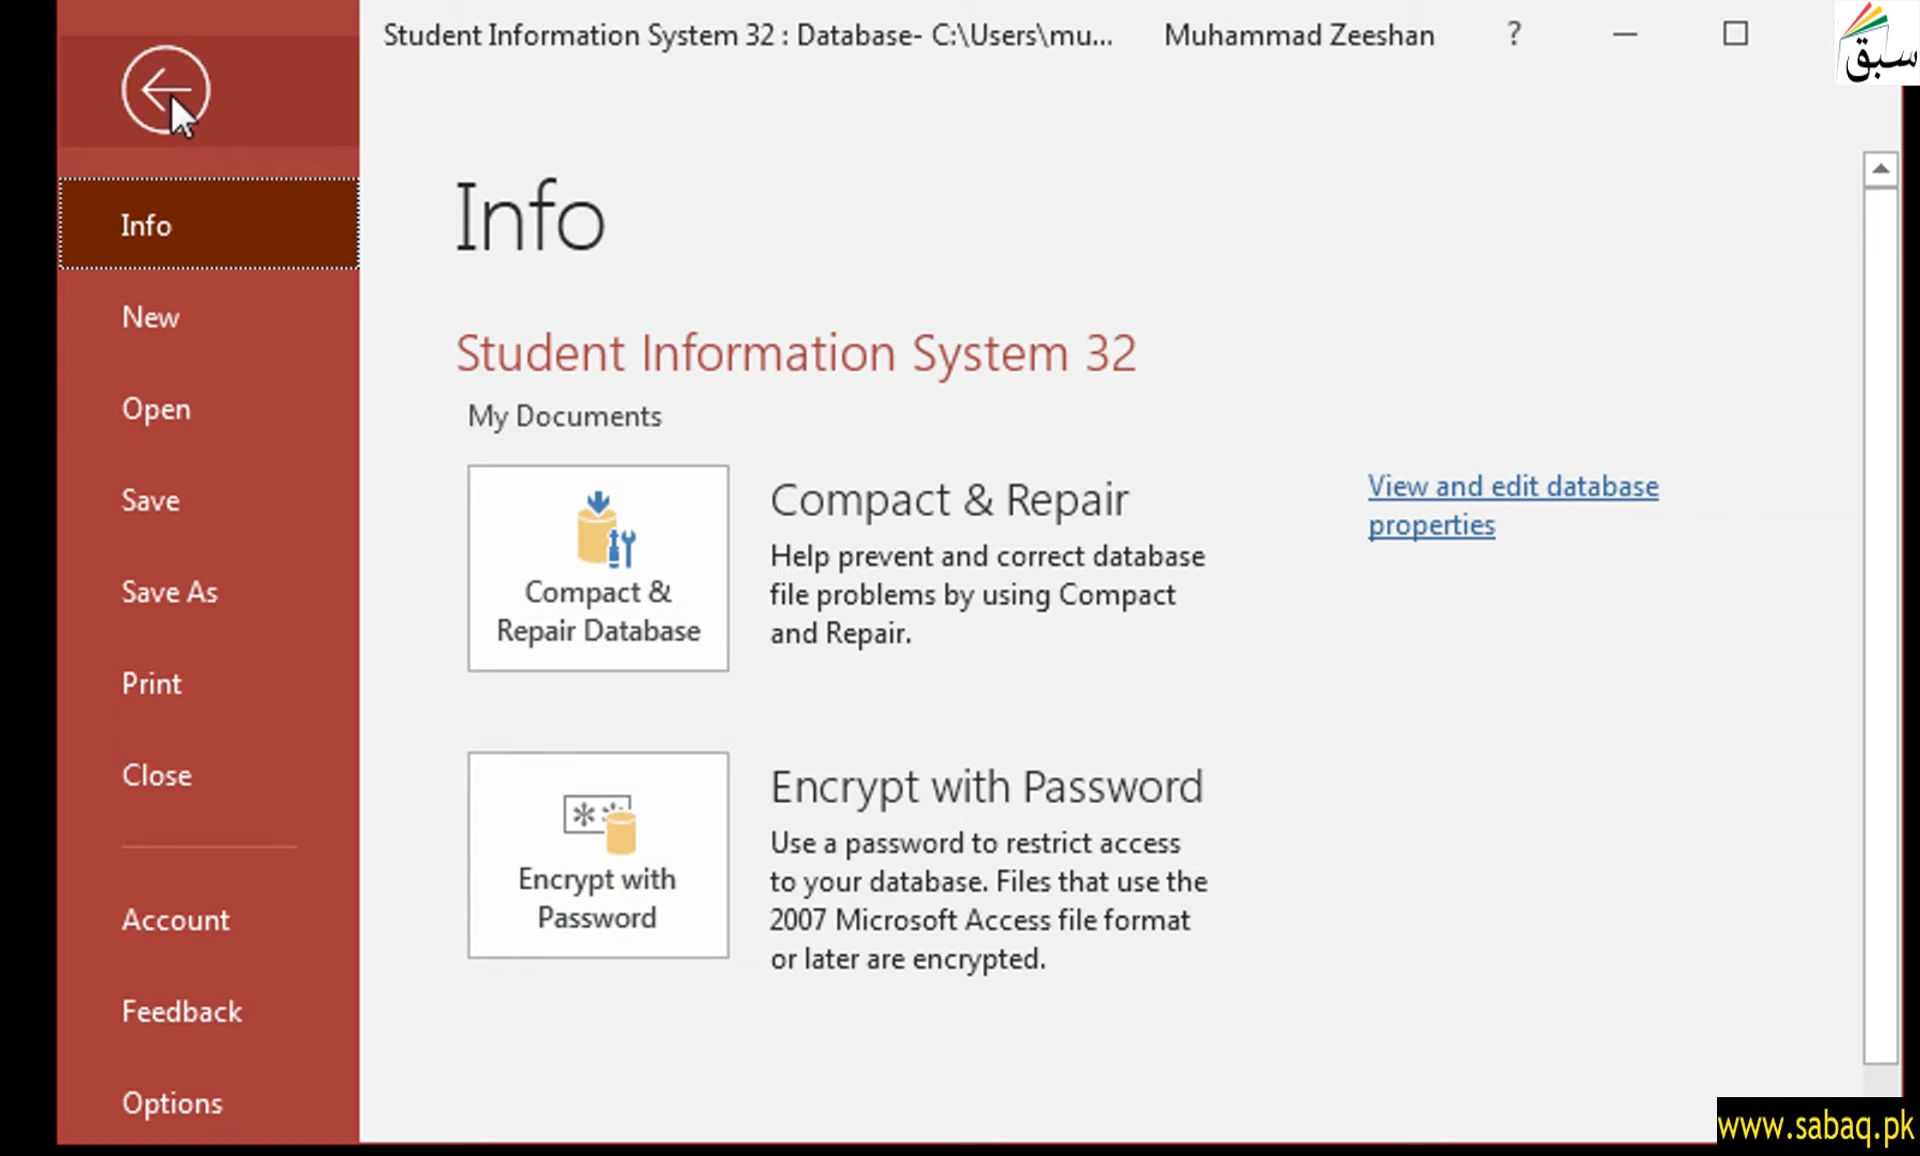 Student Information System 32 : Database- C:\Users\mu...
Muhammad Zeeshan
?
سبق
Info
New
Open
Save
Save As
Print
Close
Account
Feedback
Options
Info
Student Information System 32
My Documents
Compact &
Repair Database
Compact & Repair
Help prevent and correct database
file problems by using Compact
and Repair.
View and edit database
properties
Encrypt with
Password
Encrypt with Password
Use a password to restrict access
to your database. Files that use the
2007 Microsoft Access file format
or later are encrypted.
www.sabaq.pk